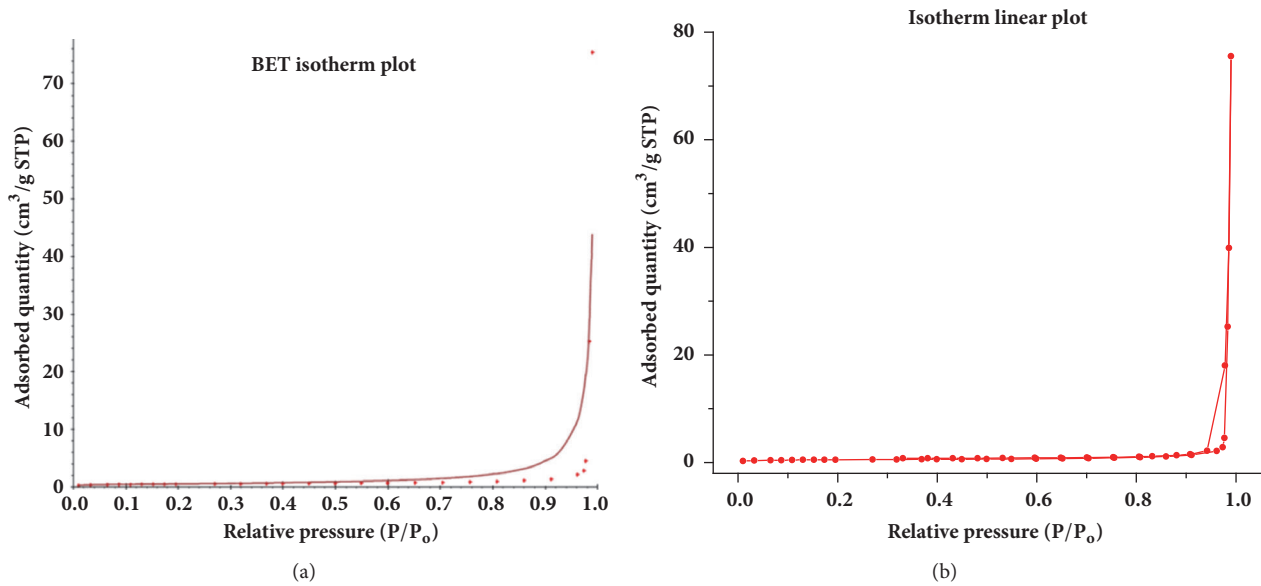 BET isotherm plot
70
60
50
40
30
20
10
0
Adsorbed quantity (cm³/g STP)
0.0 0.1 0.2 0.3 0.4 0.5 0.6 0.7 0.8 0.9 1.0
Relative pressure (P/Pₒ)
(a)
Isotherm linear plot
80
60
40
20
0
Adsorbed quantity (cm³/g STP)
0.0 0.2 0.4 0.6 0.8 1.0
Relative pressure (P/Pₒ)
(b)